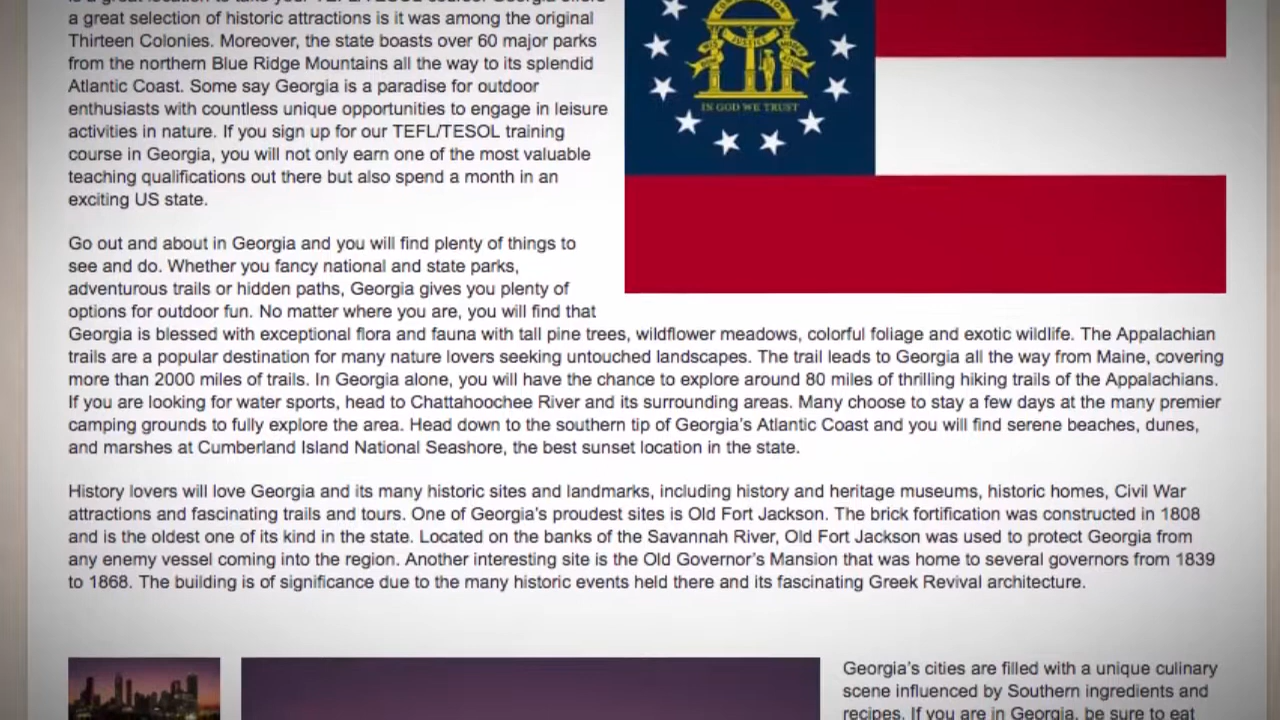 a great selection of historic attractions is it was among the original
Thirteen Colonies. Moreover, the state boasts over 60 major parks
from the northern Blue Ridge Mountains all the way to its splendid
Atlantic Coast. Some say Georgia is a paradise for outdoor
enthusiasts with countless unique opportunities to engage in leisure
activities in nature. If you sign up for our TEFL/TESOL training
course in Georgia, you will not only earn one of the most valuable
teaching qualifications out there but also spend a month in an
exciting US state.
JUSTICE
IN GOD WE TRUST
Go out and about in Georgia and you will find plenty of things to
see and do. Whether you fancy national and state parks,
adventurous trails or hidden paths, Georgia gives you plenty of
options for outdoor fun. No matter where you are, you will find that
Georgia is blessed with exceptional flora and fauna with tall pine trees, wildflower meadows, colorful foliage and exotic wildlife. The Appalachian
trails are a popular destination for many nature lovers seeking untouched landscapes. The trail leads to Georgia all the way from Maine, covering
more than 2000 miles of trails. In Georgia alone, you will have the chance to explore around 80 miles of thrilling hiking trails of the Appalachians.
If you are looking for water sports, head to Chattahoochee River and its surrounding areas. Many choose to stay a few days at the many premier
camping grounds to fully explore the area. Head down to the southern tip of Georgia's Atlantic Coast and you will find serene beaches, dunes,
and marshes at Cumberland Island National Seashore, the best sunset location in the state.
History lovers will love Georgia and its many historic sites and landmarks, including history and heritage museums, historic homes, Civil War
attractions and fascinating trails and tours. One of Georgia's proudest sites is Old Fort Jackson. The brick fortification was constructed in 1808
and is the oldest one of its kind in the state. Located on the banks of the Savannah River, Old Fort Jackson was used to protect Georgia from
any enemy vessel coming into the region. Another interesting site is the Old Governor's Mansion that was home to several governors from 1839
to 1868. The building is of significance due to the many historic events held there and its fascinating Greek Revival architecture.
Georgia's cities are filled with a unique culinary
scene influenced by Southern ingredients and
recipes. If you are in Georgia, be sure to eat